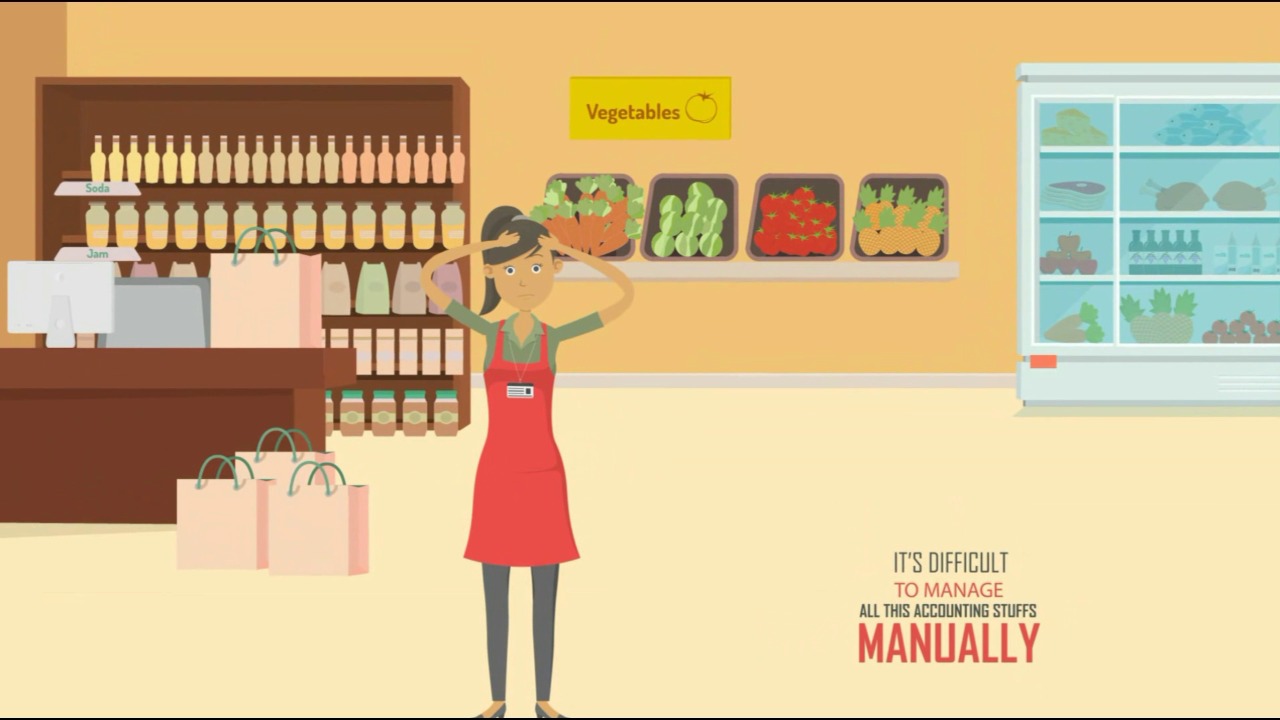 Vegetables
Soda
Jam
IT'S DIFFICULT
TO MANAGE
ALL THIS ACCOUNTING STUFFS
MANUALLY